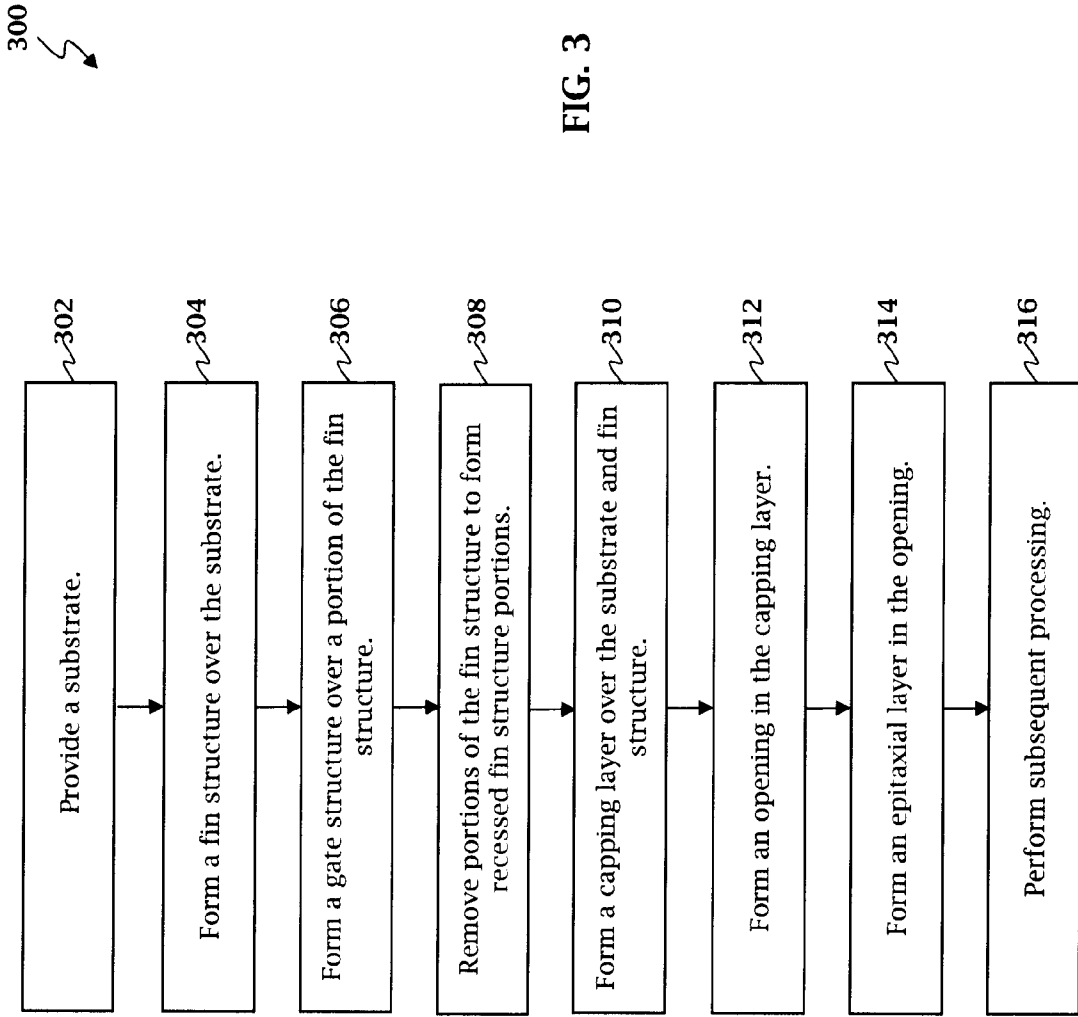 300
Provide a substrate.
302
Form a fin structure over the substrate.
304
Form a gate structure over a portion of the fin
structure.
306
Remove portions of the fin structure to form
recessed fin structure portions.
308
Form a capping layer over the substrate and fin
structure.
310
Form an opening in the capping layer.
312
Form an epitaxial layer in the opening.
314
Perform subsequent processing.
316
FIG. 3